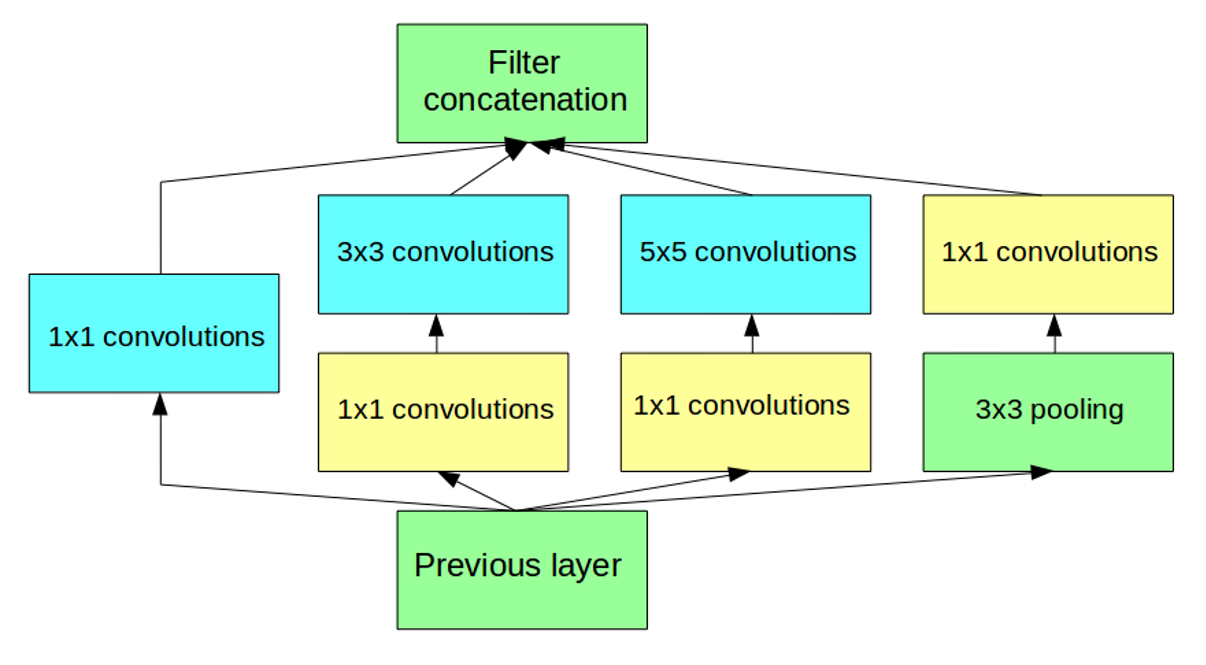 Filter
concatenation
3x3 convolutions
5x5 convolutions
1x1 convolutions
1x1 convolutions
1x1 convolutions
1x1 convolutions
3x3 pooling
Previous layer